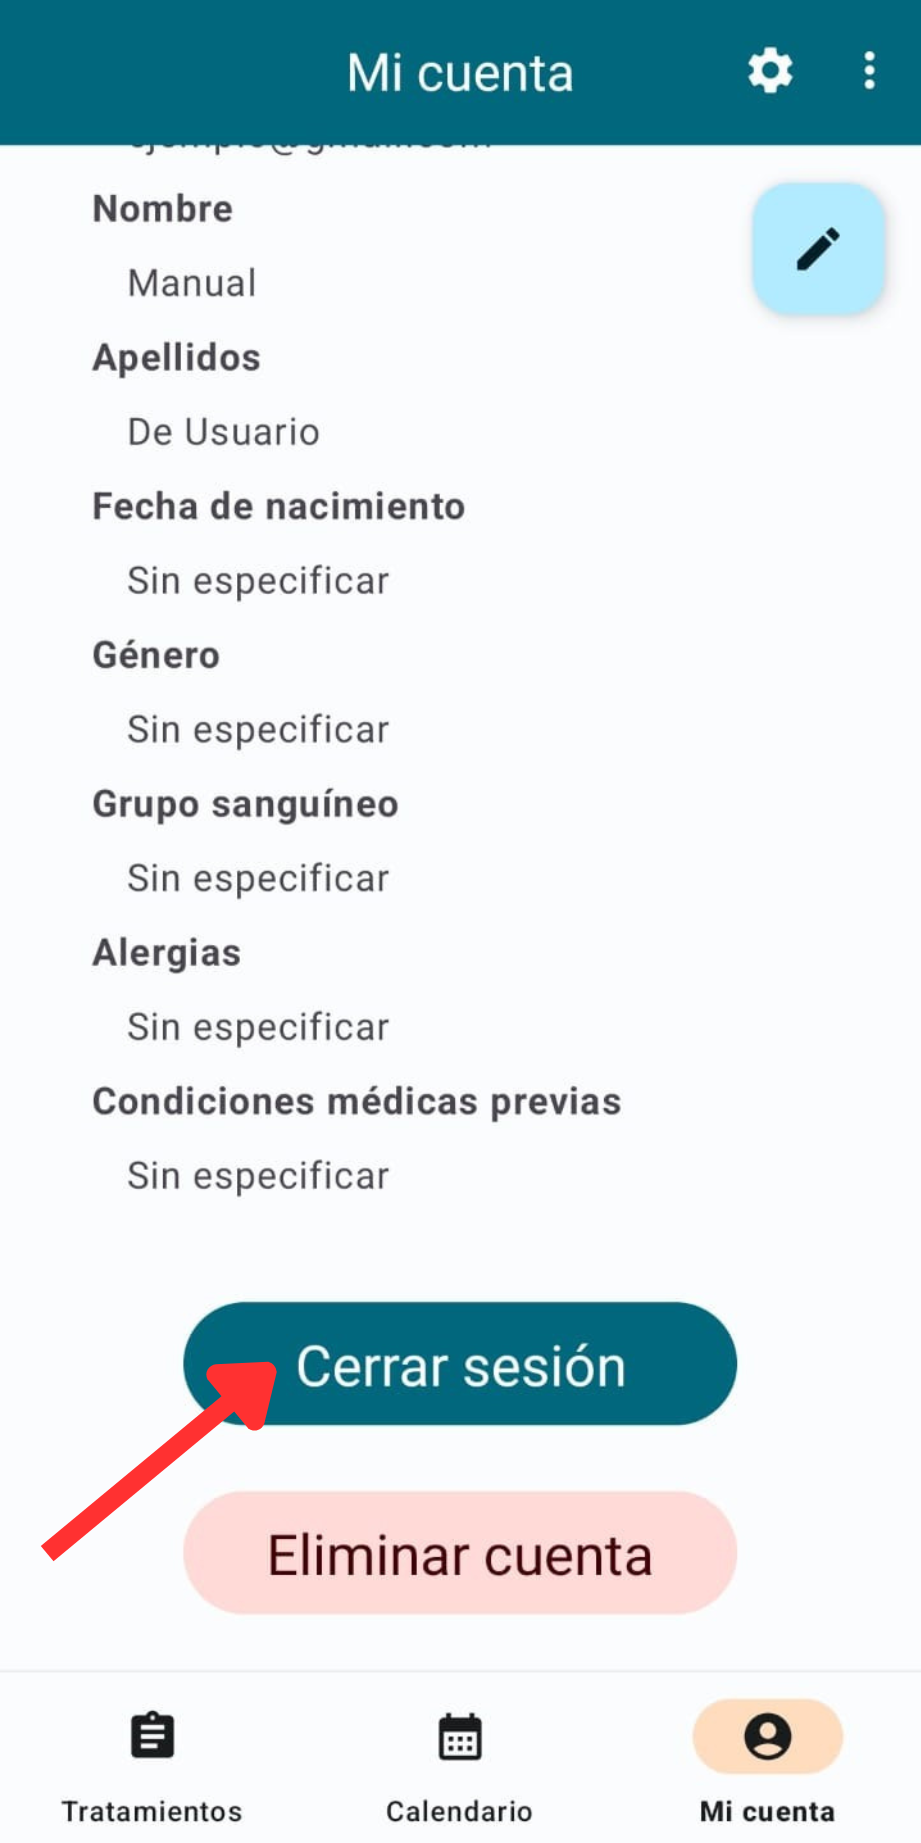 Mi cuenta
Nombre
Manual
Apellidos
De Usuario
Fecha de nacimiento
Sin especificar
Género
Sin especificar
Grupo sanguíneo
Sin especificar
Alergias
Sin especificar
Condiciones médicas previas
Sin especificar
Cerrar sesión
Eliminar cuenta
Tratamientos
Calendario
Mi cuenta